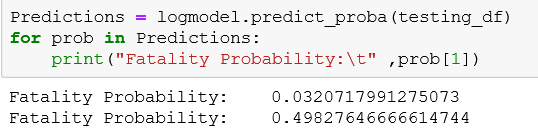 Predictions = logmodel.predict_proba(testing_df)
for prob in Predictions:
    print("Fatality Probability:\t" ,prob[1])
Fatality Probability:    0.0320717991275073
Fatality Probability:    0.49827646666614744